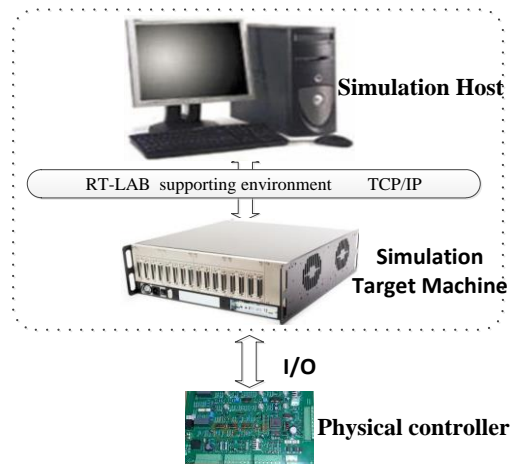 Simulation Host
RT-LAB supporting environment TCP/IP
Simulation
Target Machine
I/O
Physical controller